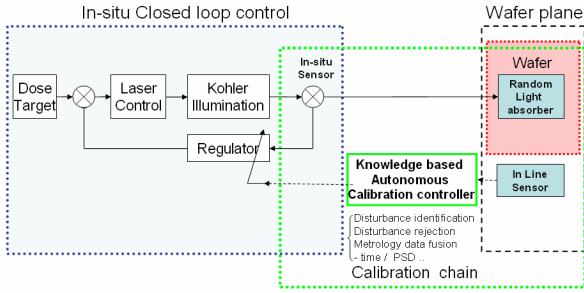 In-situ Closed loop control
Wafer plane
In-situ
Sensor
Wafer
Dose
Target
Laser
Control
Kohler
Illumination
Random
Light
absorber
Regulator
Knowledge based
Autonomous
Calibration controller
In Line
Sensor
Disturbance identification
Disturbance rejection
Metrology data fusion
- time / PSD ..
Calibration chain